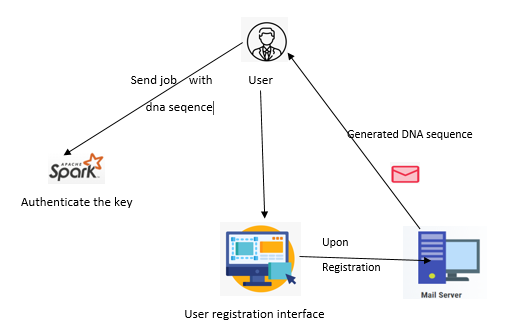 Send job with
User
dna seqence
Generated DNA sequence
APACHE
Spark
Authenticate the key
Upon
Registration
Mail Server
User registration interface